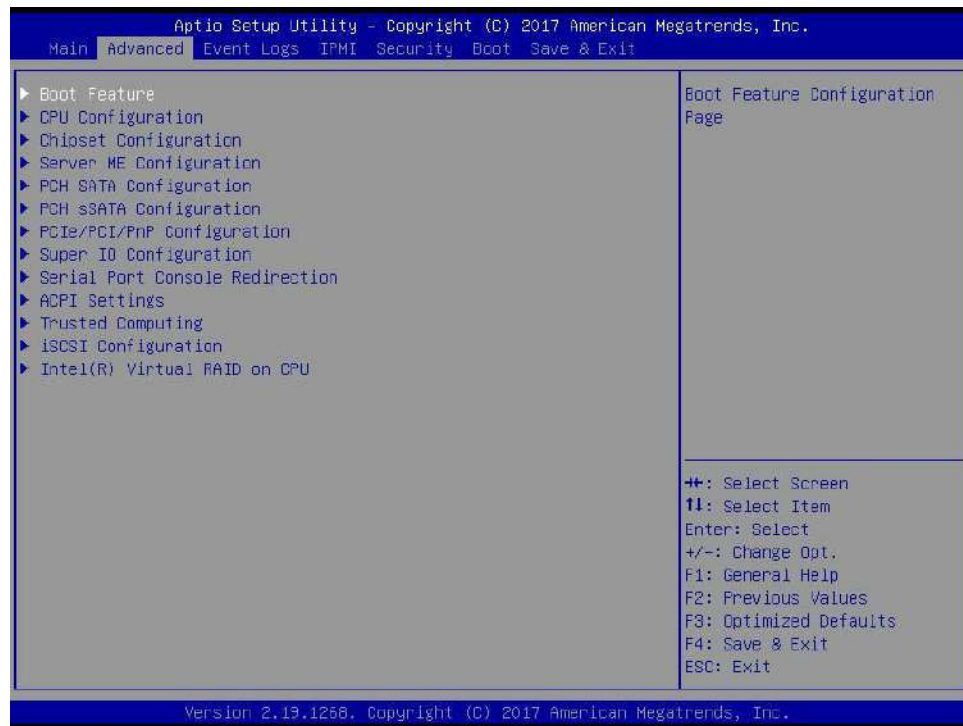 Aptio Setup Utility - Copyright (C) 2017 American Megatrends, Inc.
Main Advanced Event Logs IPMI Security Boot Save & Exit
▶ Boot Feature
▶ CPU Configuration
▶ Chipset Configuration
▶ Server ME Configuration
▶ PCH SATA Configuration
▶ PCH sSATA Configuration
▶ PCIe/PCI/PnP Configuration
▶ Super IO Configuration
▶ Serial Port Console Redirection
▶ ACPI Settings
▶ Trusted Computing
▶ iSCSI Configuration
▶ Intel(R) Virtual RAID on CPU
Boot Feature Configuration
Page
→←: Select Screen
↑↓: Select Item
Enter: Select
+/-: Change Opt.
F1: General Help
F2: Previous Values
F3: Optimized Defaults
F4: Save & Exit
ESC: Exit
Version 2.19.1268. Copyright (C) 2017 American Megatrends, Inc.